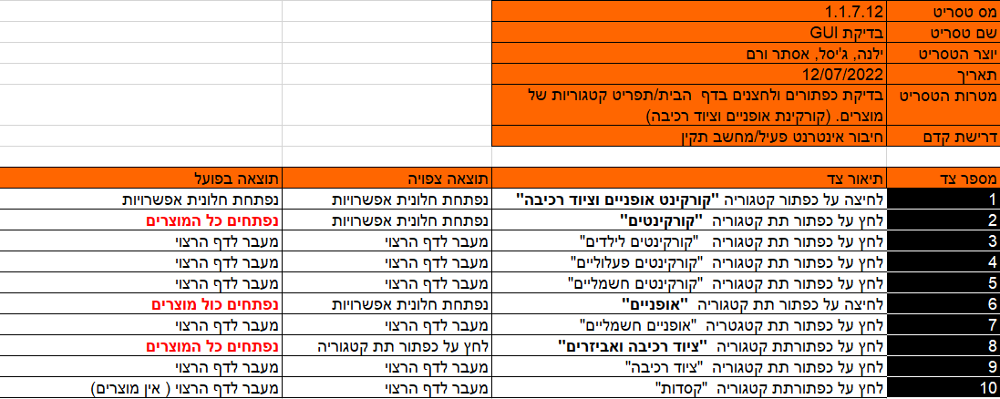 מס טסריט 1.1.7.12
שם טסריט בדיקת GUI
יוצר הטסריט ילנה, ג'יסל, אסתר ורם
תאריך 12/07/2022
מטרות הטסריט בדיקת כפתורים ולחצנים בדף הבית/תפריט קטגוריות של
מוצרים. (קורקינת אופניים וציוד רכיבה)
דרישת קדם חיבור אינטרנט פעיל/מחשב תקין
מספר צד תיאור צד תוצאה צפויה תוצאה בפועל
1 לחיצה על כפתור קטגוריה "קורקינט אופניים וציוד רכיבה" נפתחת חלונית אפשרויות נפתחת חלונית אפשרויות
2 לחץ על כפתור תת קטגוריה "קורקינטים" נפתחת חלונית אפשרויות נפתחים כל המוצרים
3 לחץ על כפתור תת קטגוריה "קורקינטים לילדים" מעבר לדף הרצוי מעבר לדף הרצוי
4 לחץ על כפתור תת קטגוריה "קורקינטים פעלוליים" מעבר לדף הרצוי מעבר לדף הרצוי
5 לחץ על כפתור תת קטגוריה "קורקינטים חשמליים" מעבר לדף הרצוי מעבר לדף הרצוי
6 לחיצה על כפתור תת קטגוריה "אופניים" נפתחת חלונית אפשרויות נפתחים כול מוצרים
7 לחץ על כפתור תת קטגטריה "אופניים חשמליים" מעבר לדף הרצוי מעבר לדף הרצוי
8 לחץ על כפתורתת קטגוריה "ציוד רכיבה ואביזרים" לחץ על כפתור תת קטגוריה נפתחים כל המוצרים
9 לחץ על כפתור תת קטגוריה "ציוד רכיבה" מעבר לדף הרצוי מעבר לדף הרצוי
10 לחץ על כפתורתת קטגוריה "קסדות" מעבר לדף הרצוי מעבר לדף הרצוי ( אין מוצרים)